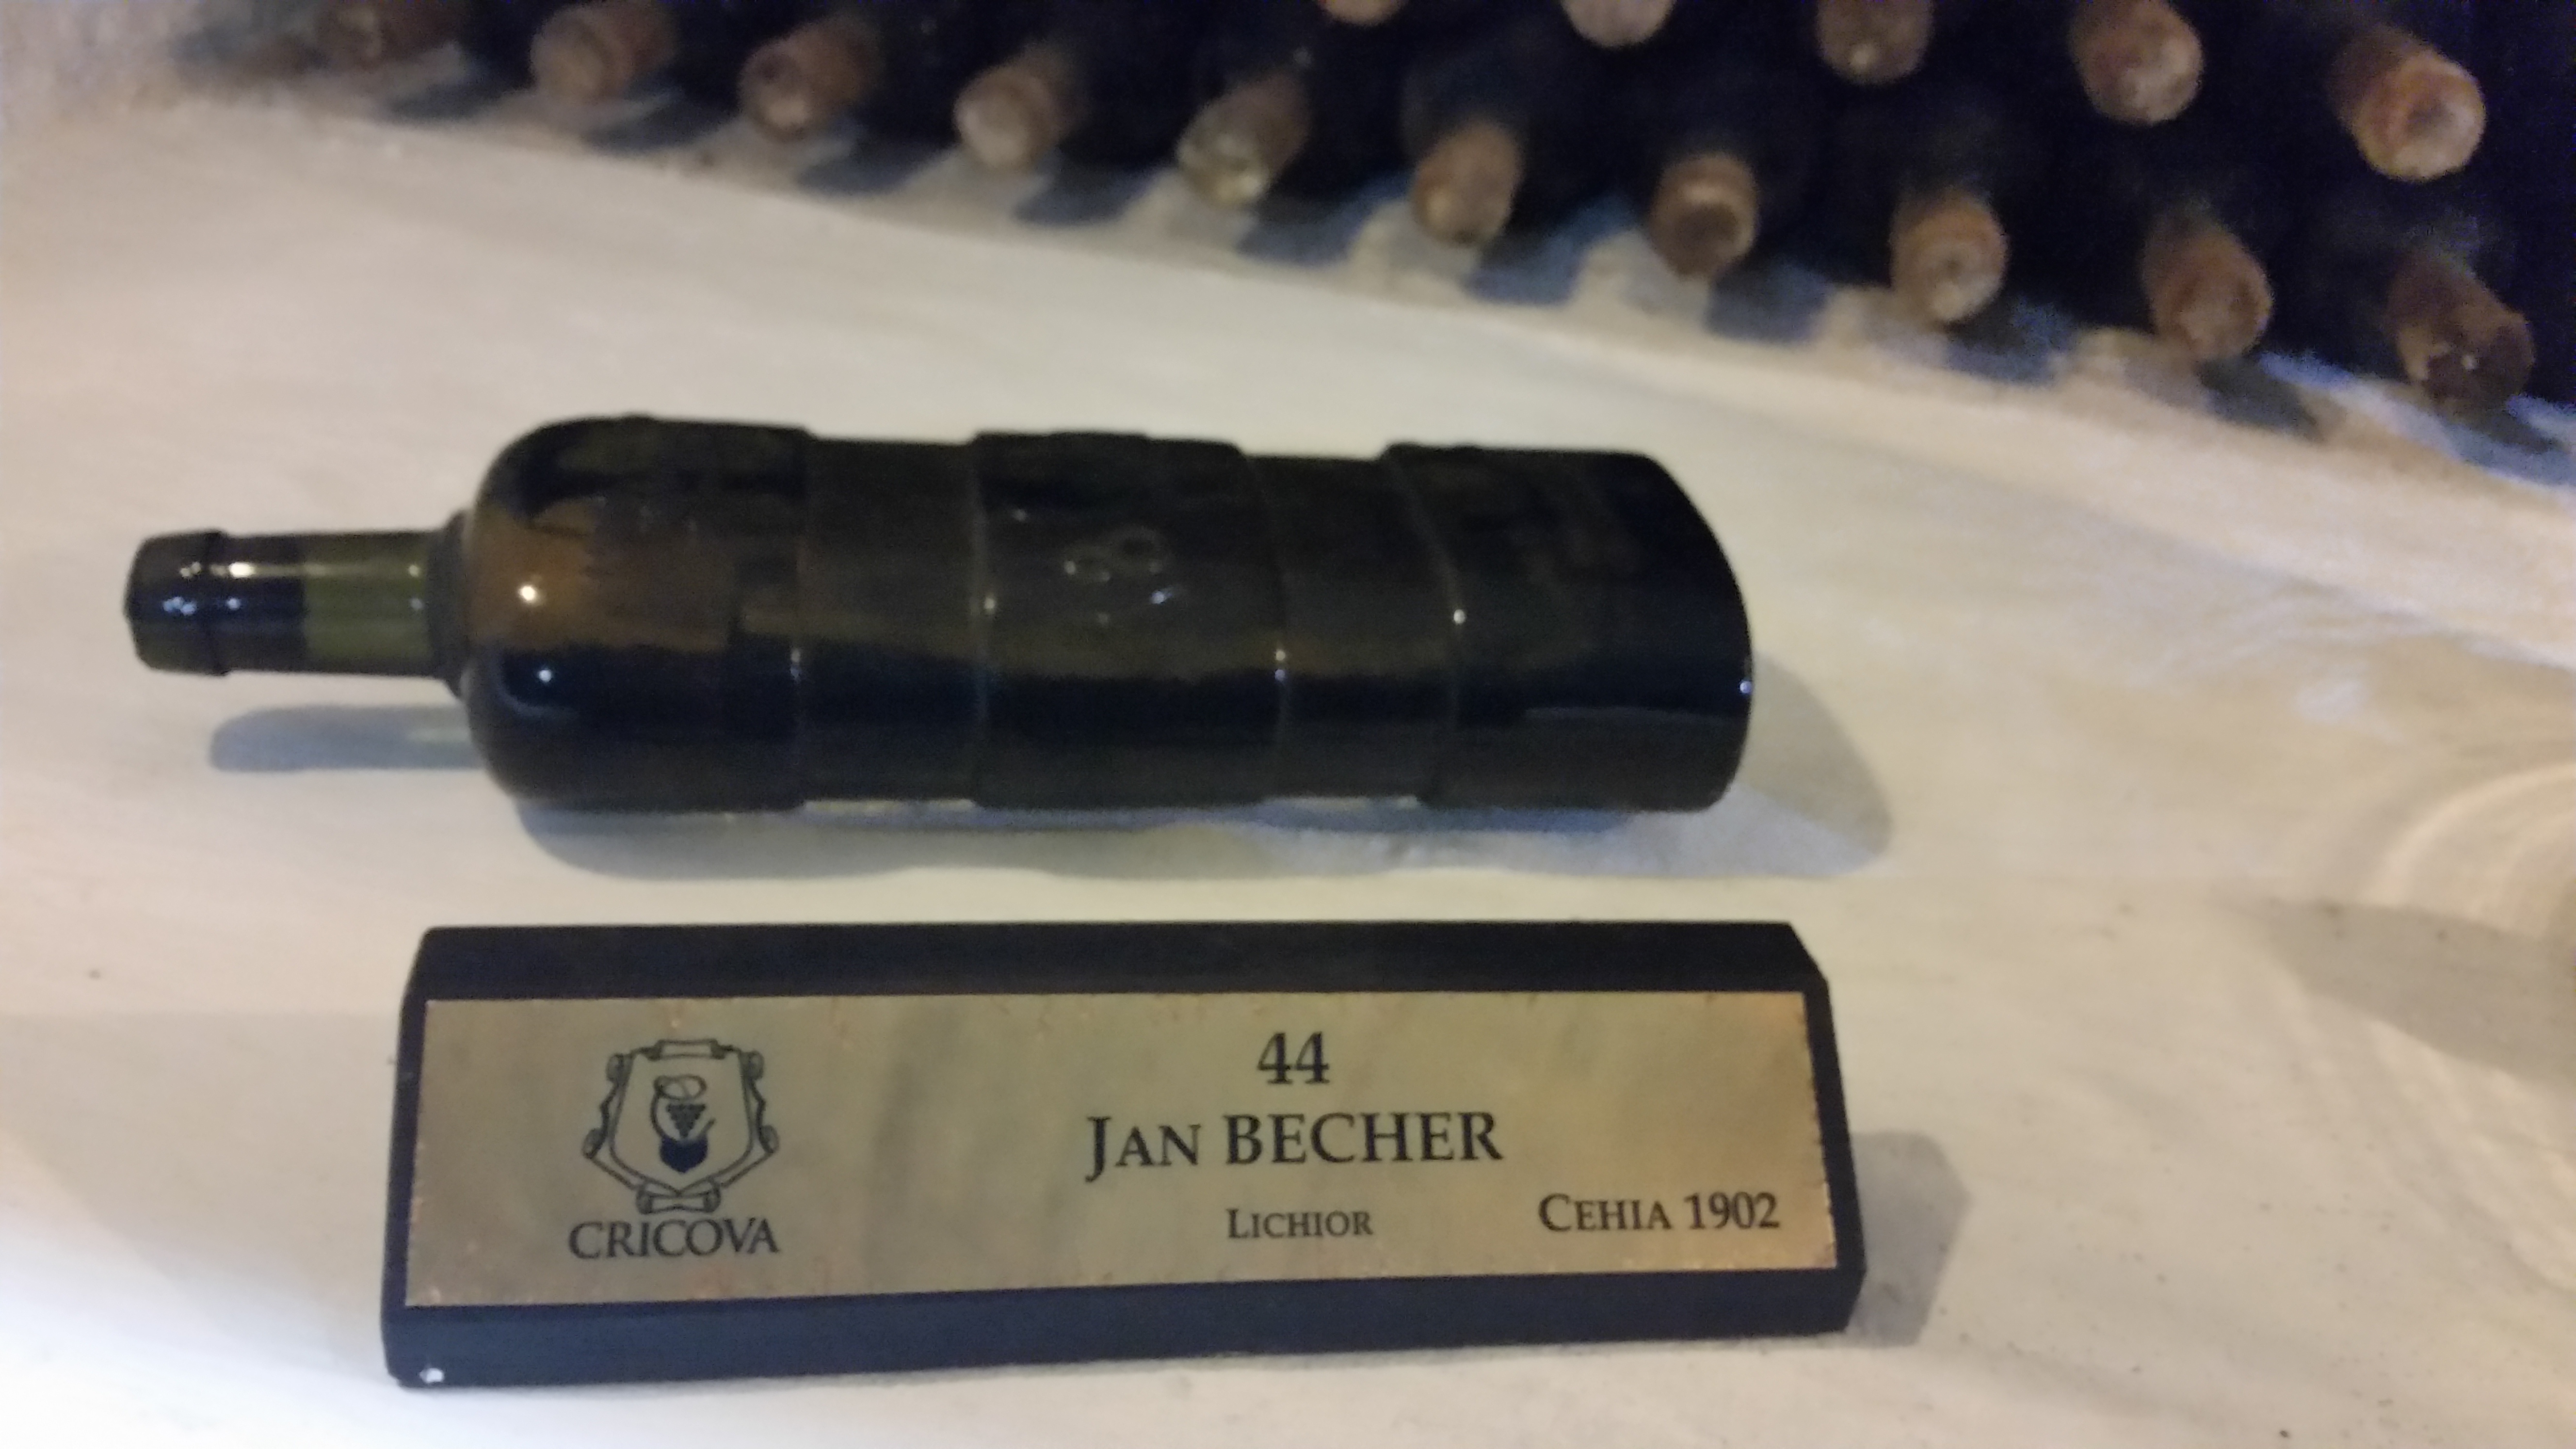 44
JAN BECHER
LICHIOR
CEHIA 1902
CRICOVA